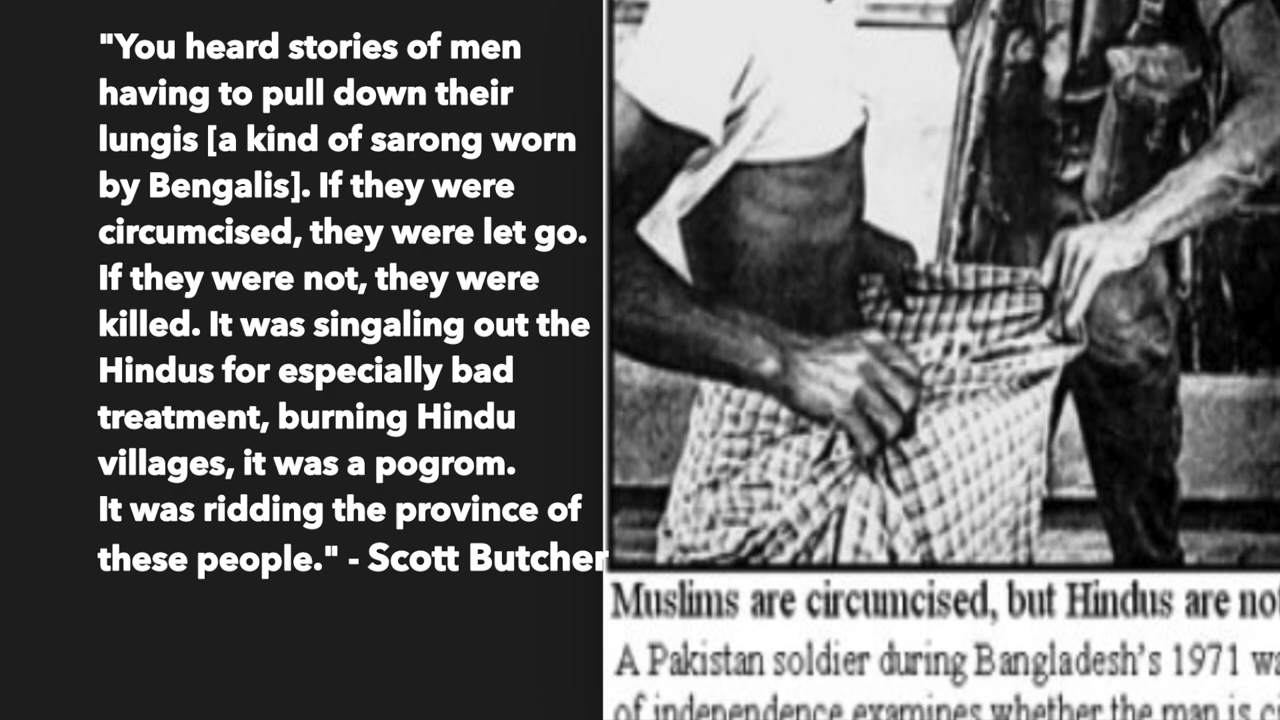 "You heard stories of men
having to pull down their
lungis [a kind of sarong worn
by Bengalis]. If they were
circumcised, they were let go.
If they were not, they were
killed. It was singaling out the
Hindus for especially bad
treatment, burning Hindu
villages, it was a pogrom.
It was ridding the province of
these people." - Scott Butcher
Muslims are circumcised, but Hindus are
A Pakistan soldier during Bangladesh's 1971
of independence examines whether the man is